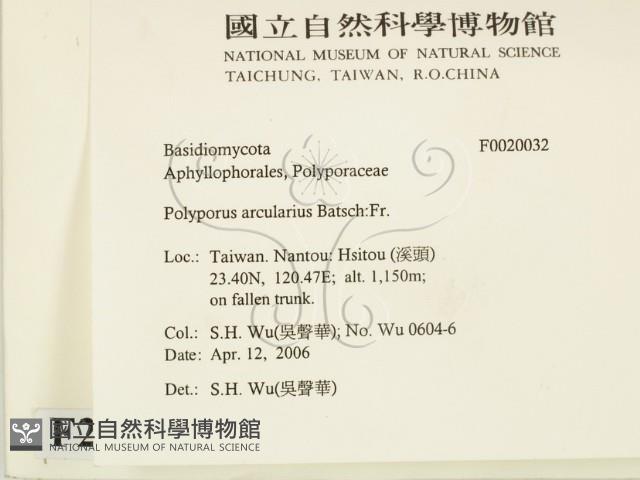 國立自然科學博物館
NATIONAL MUSEUM OF NATURAL SCIENCE
TAICHUNG, TAIWAN, R.O.CHINA
Basidiomycota F0020032
Aphyllophorales, Polyporaceae
Polyporus arcularius Batsch:Fr.
Loc.: Taiwan. Nantou: Hsitou (溪頭)
23.40N, 120.47E; alt. 1,150m;
on fallen trunk.
Col.: S.H. Wu(吳聲華); No. Wu 0604-6
Date: Apr. 12, 2006
Det.: S.H. Wu(吳聲華)
F2
國立自然科學博物館
NATIONAL MUSEUM OF NATURAL SCIENCE